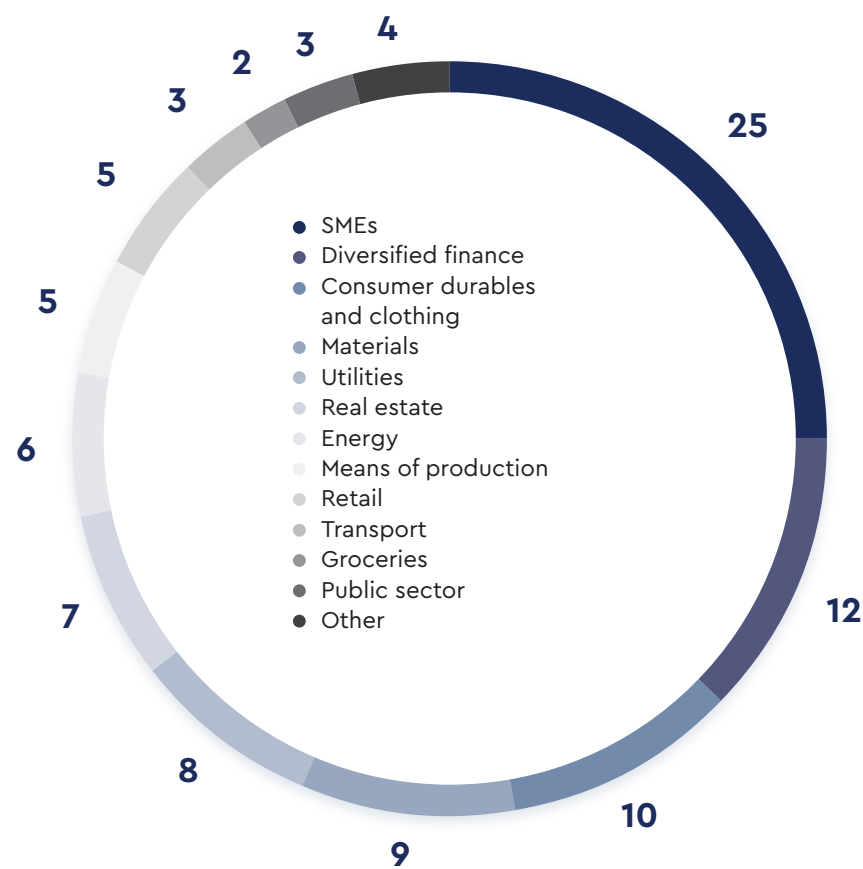 4
3
2
3
25
5
SMEs
Diversified finance
Consumer durables
and clothing
Materials
Utilities
Real estate
Energy
Means of production
Retail
Transport
Groceries
Public sector
Other
5
6
7
12
8
10
9